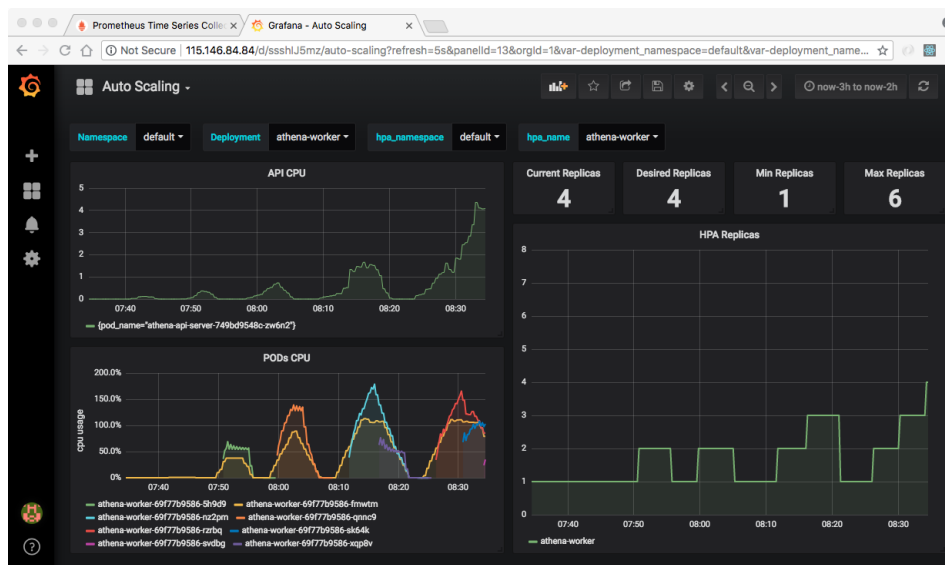 Prometheus Time Series Collec
Grafana - Auto Scaling
Not Secure | 115.146.84.84/d/ssshIJ5mz/auto-scaling?refresh=5s&panelId=13&orgId=1&var-deployment_namespace=default&var-deployment_name...
Auto Scaling
now-3h to now-2h
Namespace default Deployment athena-worker hpa_namespace default hpa_name athena-worker
API CPU
5
4
3
2
1
0
07:40 07:50 08:00 08:10 08:20 08:30
{pod_name="athena-api-server-749bd9548c-zw6n2"}
Current Replicas
4
Desired Replicas
4
Min Replicas
1
Max Replicas
6
PODs CPU
cpu usage
200.0%
150.0%
100.0%
50.0%
0%
07:40 07:50 08:00 08:10 08:20 08:30
athena-worker-69f77b9586-5h9d9 athena-worker-69f77b9586-fmwtm
athena-worker-69f77b9586-nz2pm athena-worker-69f77b9586-qnnc9
athena-worker-69f77b9586-rzrbq athena-worker-69f77b9586-sk64k
athena-worker-69f77b9586-svdbg athena-worker-69f77b9586-xqp8v
HPA Replicas
8
7
6
5
4
3
2
1
0
07:40 07:50 08:00 08:10 08:20 08:30
athena-worker